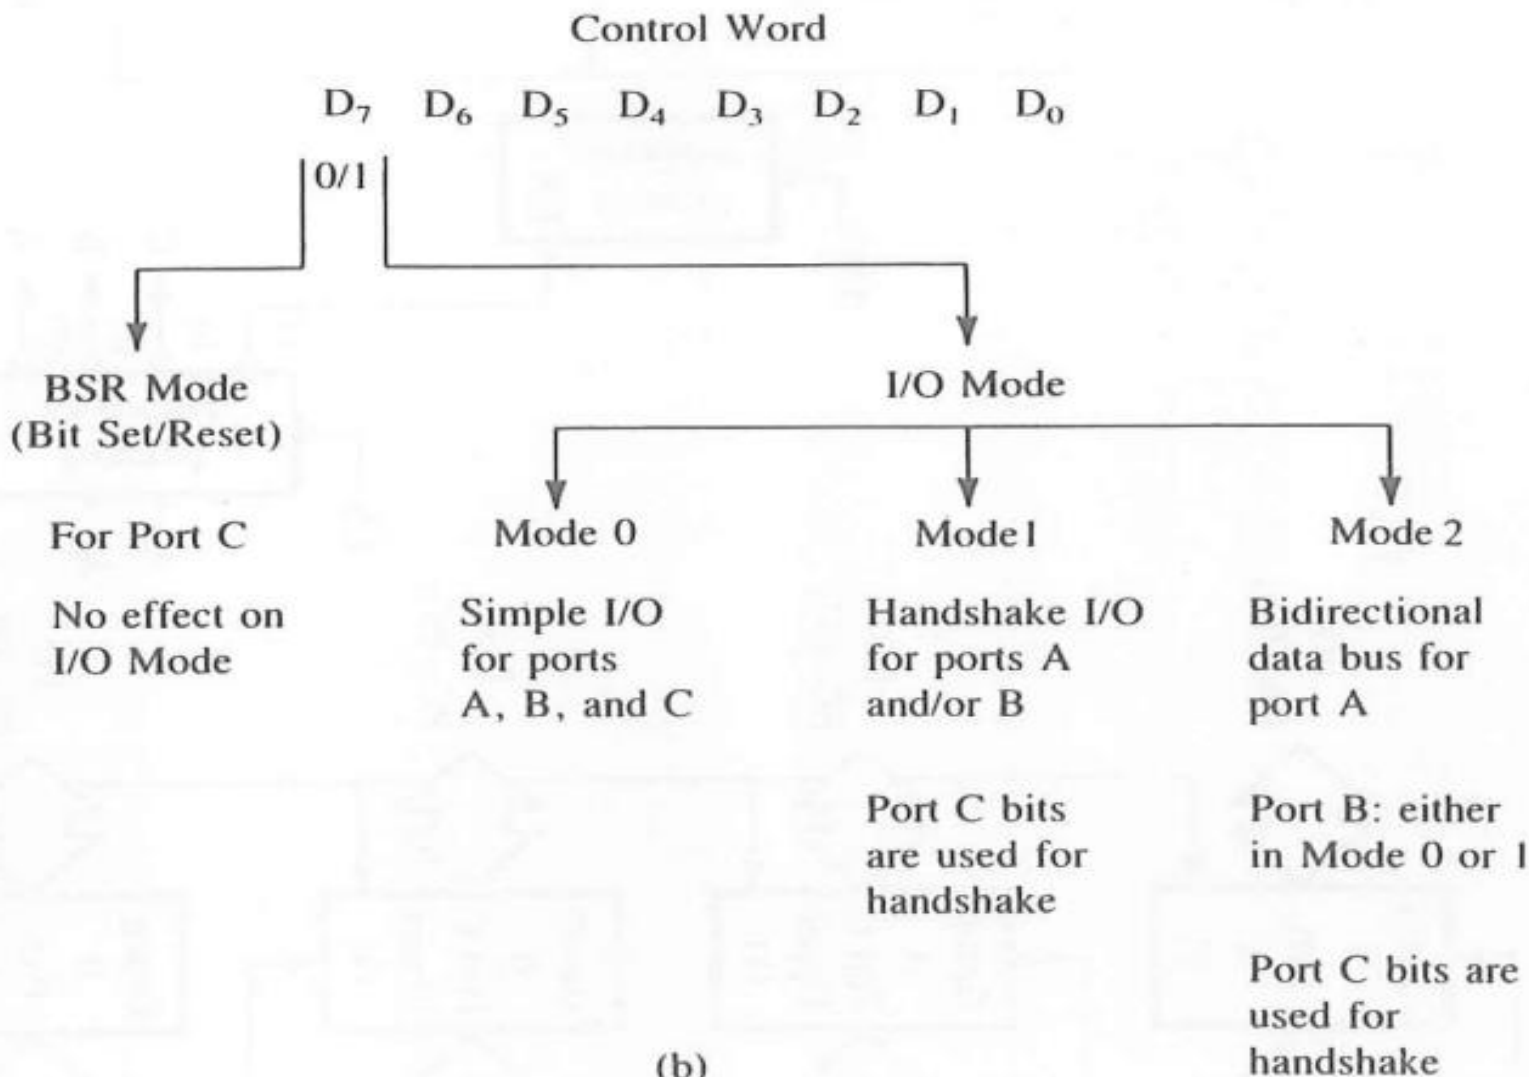 Control Word
D₇ D₆ D₅ D₄ D₃ D₂ D₁ D₀
0/1
BSR Mode
(Bit Set/Reset)
For Port C
No effect on
I/O Mode
I/O Mode
Mode 0
Simple I/O
for ports
A, B, and C
Mode 1
Handshake I/O
for ports A
and/or B
Port C bits
are used for
handshake
Mode 2
Bidirectional
data bus for
port A
Port B: either
in Mode 0 or 1
Port C bits are
used for
handshake
(b)